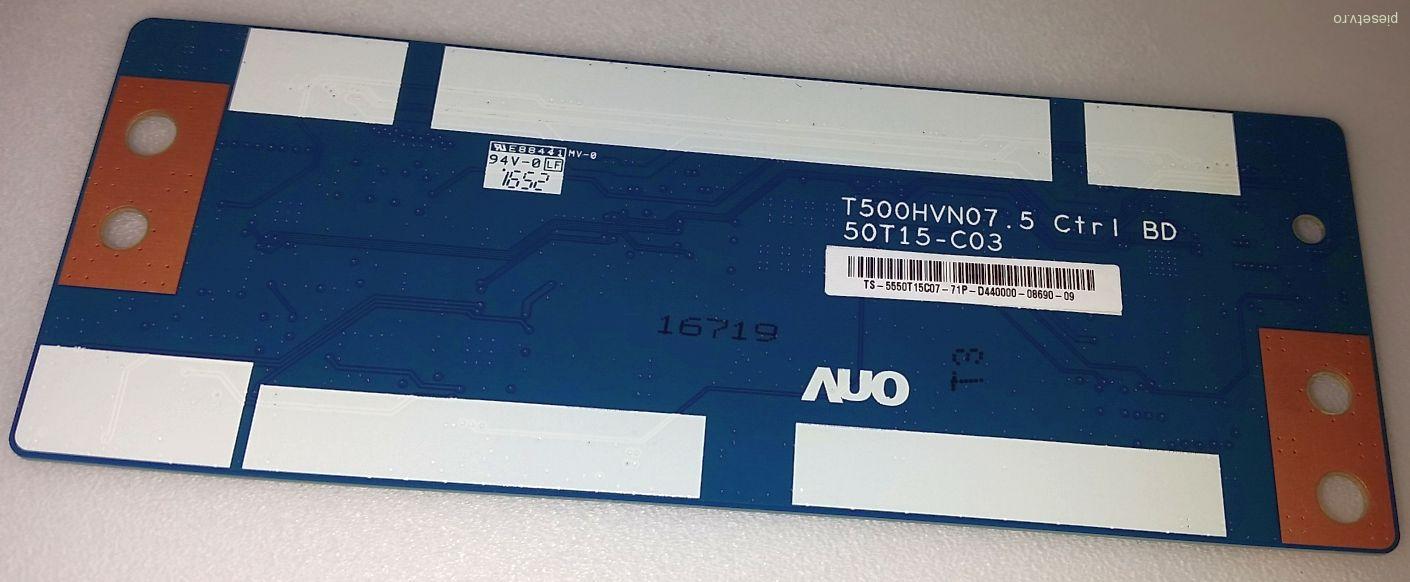 piesetv.ro
E88441 MV-0
94V-0 LF
1652
T500HVN07.5 Ctrl BD
50T15-C03
TS-5550T15C07-71P-D440000-08690-09
16719
AUO
T3